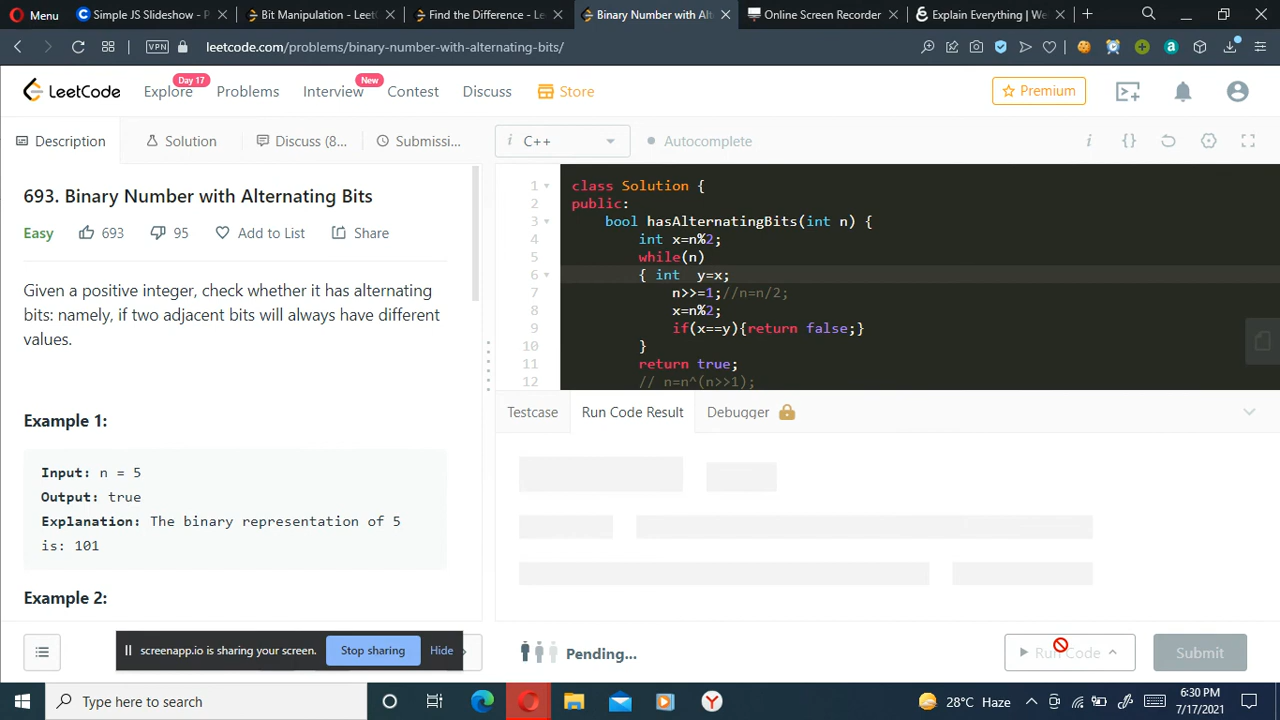 Menu
Simple JS Slideshow - P
Bit Manipulation - LeetC
Find the Difference - Le
Binary Number with Alt
Online Screen Recorder
Explain Everything | We
VPN
leetcode.com/problems/binary-number-with-alternating-bits/
LeetCode
Explore
Day 17
Problems
Interview
New
Contest
Discuss
Store
Premium
Description
Solution
Discuss (8...
Submissi...
i C++
Autocomplete
i {}
693. Binary Number with Alternating Bits
Easy 693 95 Add to List Share
Given a positive integer, check whether it has alternating
bits: namely, if two adjacent bits will always have different
values.
Example 1:
Input: n = 5
Output: true
Explanation: The binary representation of 5
is: 101
Example 2:
1 class Solution {
2 public:
3 bool hasAlternatingBits(int n) {
4 int x=n%2;
5 while(n)
6 { int  y=x;
7 n>>=1;//n=n/2;
8 x=n%2;
9 if(x==y){return false;}
10 }
11 return true;
12 // n=n^(n>>1);
Testcase
Run Code Result
Debugger
screenapp.io is sharing your screen.
Stop sharing
Hide
Pending...
Run Code
Submit
Type here to search
28°C Haze
6:30 PM
7/17/2021